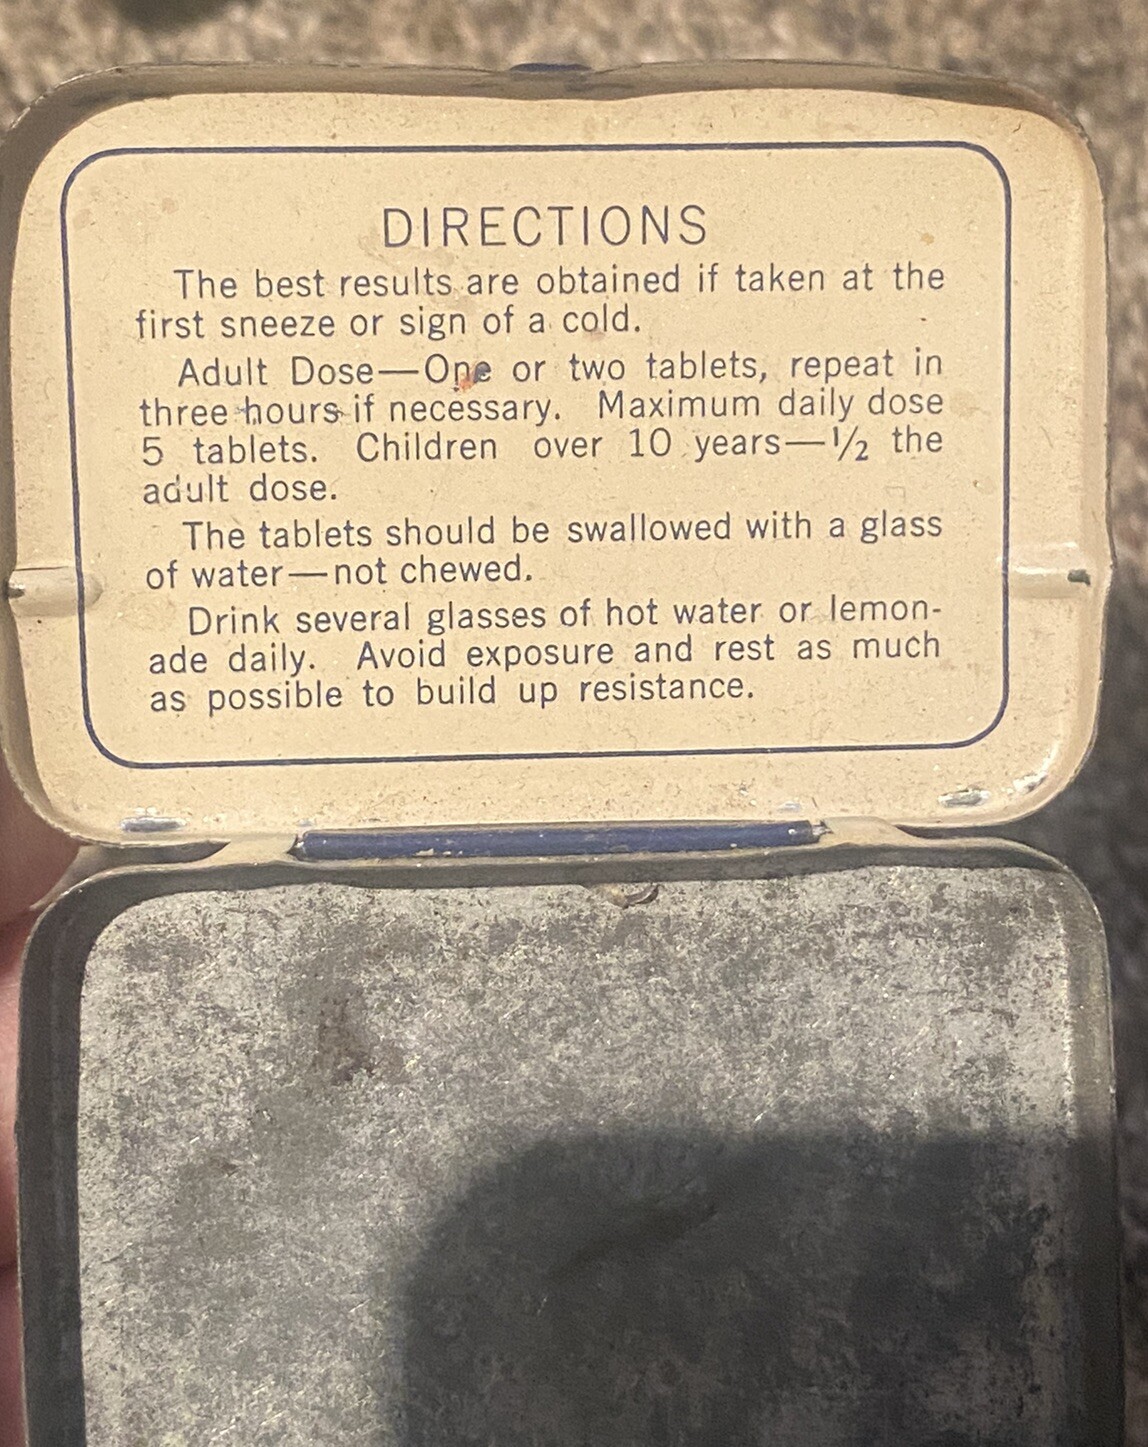 DIRECTIONS
The best results are obtained if taken at the
first sneeze or sign of a cold.
Adult Dose—One or two tablets, repeat in
three hours if necessary. Maximum daily dose
5 tablets. Children over 10 years—½ the
adult dose.
The tablets should be swallowed with a glass
of water—not chewed.
Drink several glasses of hot water or lemon-
ade daily. Avoid exposure and rest as much
as possible to build up resistance.